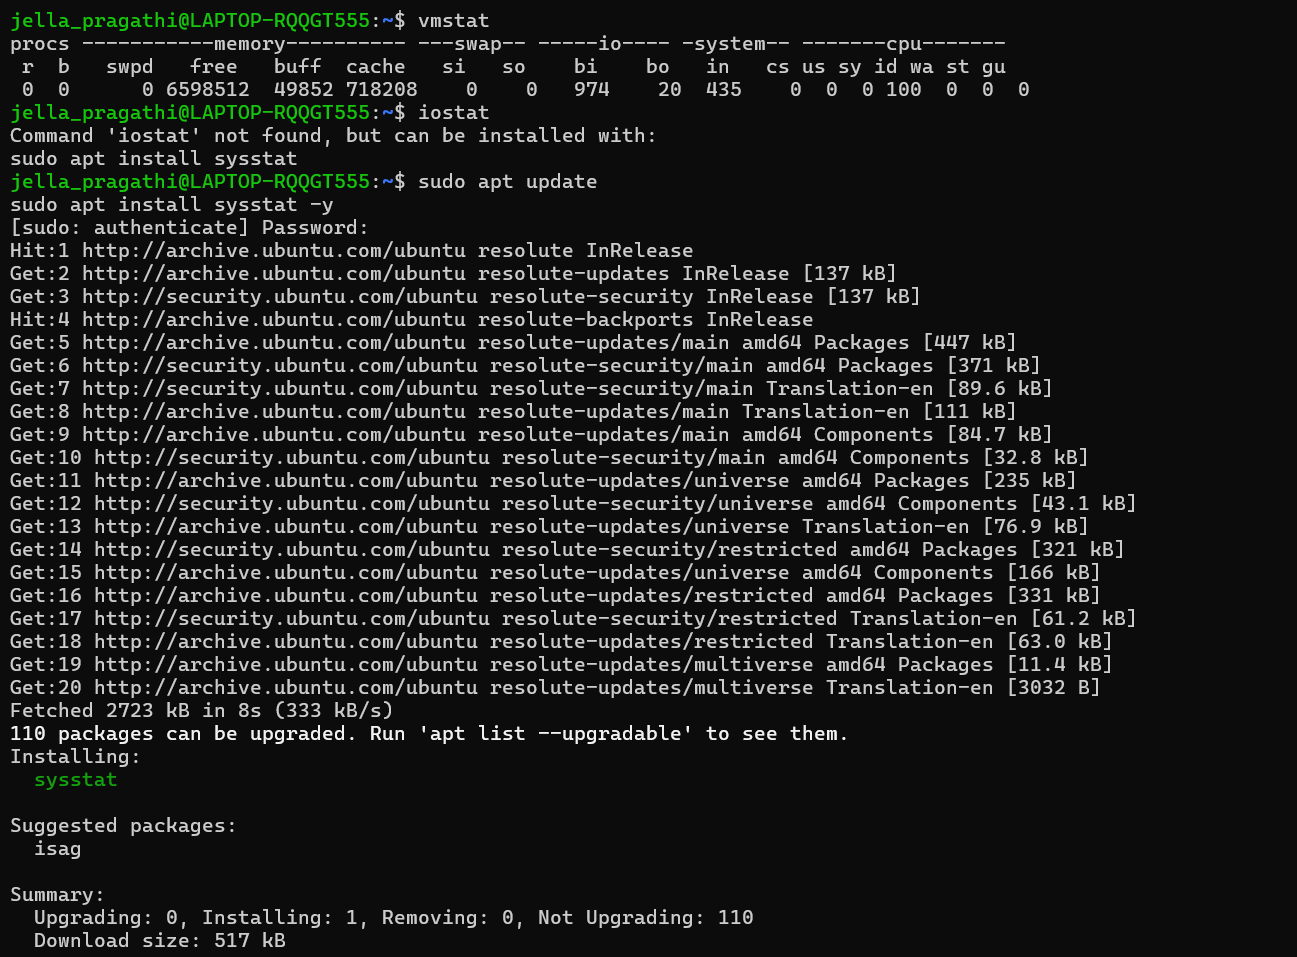 jella_pragathi@LAPTOP-RQQGT555:~$ vmstat
procs -----------memory---------- ---swap-- -----io---- -system-- -------cpu-------
 r  b   swpd   free   buff  cache   si   so    bi    bo   in   cs us sy id wa st gu
 0  0      0 6598512  49852 718208    0    0   974    20  435    0  0  0 100  0  0  0
jella_pragathi@LAPTOP-RQQGT555:~$ iostat
Command 'iostat' not found, but can be installed with:
sudo apt install sysstat
jella_pragathi@LAPTOP-RQQGT555:~$ sudo apt update
sudo apt install sysstat -y
[sudo: authenticate] Password:
Hit:1 http://archive.ubuntu.com/ubuntu resolute InRelease
Get:2 http://archive.ubuntu.com/ubuntu resolute-updates InRelease [137 kB]
Get:3 http://security.ubuntu.com/ubuntu resolute-security InRelease [137 kB]
Hit:4 http://archive.ubuntu.com/ubuntu resolute-backports InRelease
Get:5 http://archive.ubuntu.com/ubuntu resolute-updates/main amd64 Packages [447 kB]
Get:6 http://security.ubuntu.com/ubuntu resolute-security/main amd64 Packages [371 kB]
Get:7 http://security.ubuntu.com/ubuntu resolute-security/main Translation-en [89.6 kB]
Get:8 http://archive.ubuntu.com/ubuntu resolute-updates/main Translation-en [111 kB]
Get:9 http://archive.ubuntu.com/ubuntu resolute-updates/main amd64 Components [84.7 kB]
Get:10 http://security.ubuntu.com/ubuntu resolute-security/main amd64 Components [32.8 kB]
Get:11 http://archive.ubuntu.com/ubuntu resolute-updates/universe amd64 Packages [235 kB]
Get:12 http://security.ubuntu.com/ubuntu resolute-security/universe amd64 Components [43.1 kB]
Get:13 http://archive.ubuntu.com/ubuntu resolute-updates/universe Translation-en [76.9 kB]
Get:14 http://security.ubuntu.com/ubuntu resolute-security/restricted amd64 Packages [321 kB]
Get:15 http://archive.ubuntu.com/ubuntu resolute-updates/universe amd64 Components [166 kB]
Get:16 http://archive.ubuntu.com/ubuntu resolute-updates/restricted amd64 Packages [331 kB]
Get:17 http://security.ubuntu.com/ubuntu resolute-security/restricted Translation-en [61.2 kB]
Get:18 http://archive.ubuntu.com/ubuntu resolute-updates/restricted Translation-en [63.0 kB]
Get:19 http://archive.ubuntu.com/ubuntu resolute-updates/multiverse amd64 Packages [11.4 kB]
Get:20 http://archive.ubuntu.com/ubuntu resolute-updates/multiverse Translation-en [3032 B]
Fetched 2723 kB in 8s (333 kB/s)
110 packages can be upgraded. Run 'apt list --upgradable' to see them.
Installing:
  sysstat

Suggested packages:
  isag

Summary:
  Upgrading: 0, Installing: 1, Removing: 0, Not Upgrading: 110
  Download size: 517 kB